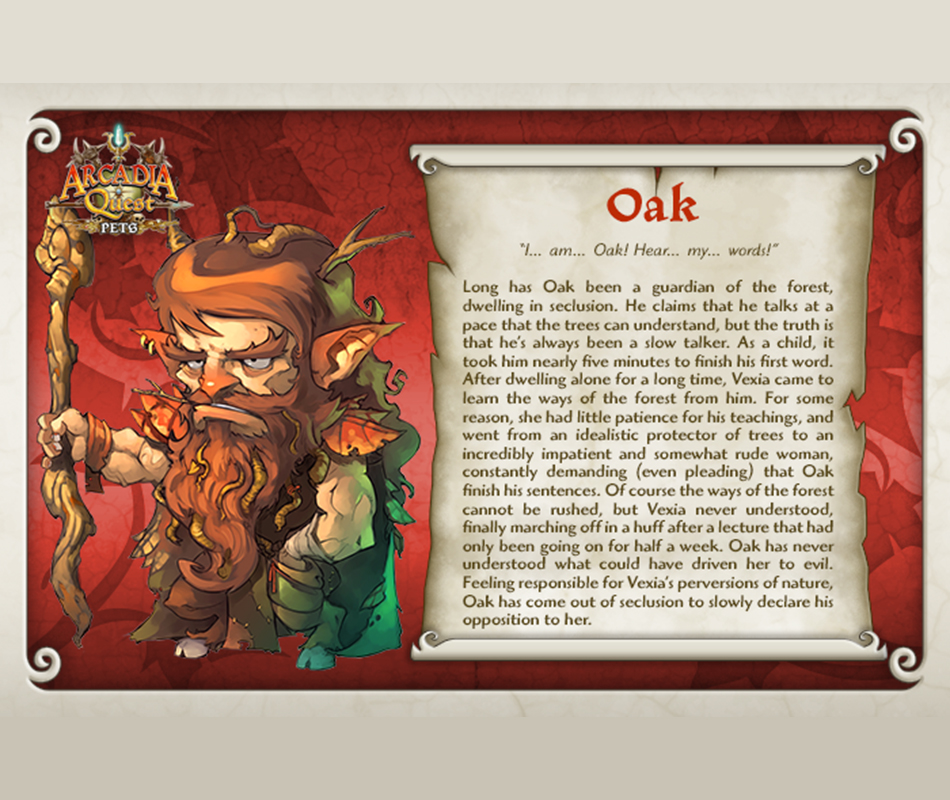 ARCADIA
Quest
PETS
Oak
"I... am... Oak! Hear... my... words!"
Long has Oak been a guardian of the forest,
dwelling in seclusion. He claims that he talks at a
pace that the trees can understand, but the truth is
that he's always been a slow talker. As a child, it
took him nearly five minutes to finish his first word.
After dwelling alone for a long time, Vexia came to
learn the ways of the forest from him. For some
reason, she had little patience for his teachings, and
went from an idealistic protector of trees to an
incredibly impatient and somewhat rude woman,
constantly demanding (even pleading) that Oak
finish his sentences. Of course the ways of the forest
cannot be rushed, but Vexia never understood,
finally marching off in a huff after a lecture that had
only been going on for half a week. Oak has never
understood what could have driven her to evil.
Feeling responsible for Vexia's perversions of nature,
Oak has come out of seclusion to slowly declare his
opposition to her.